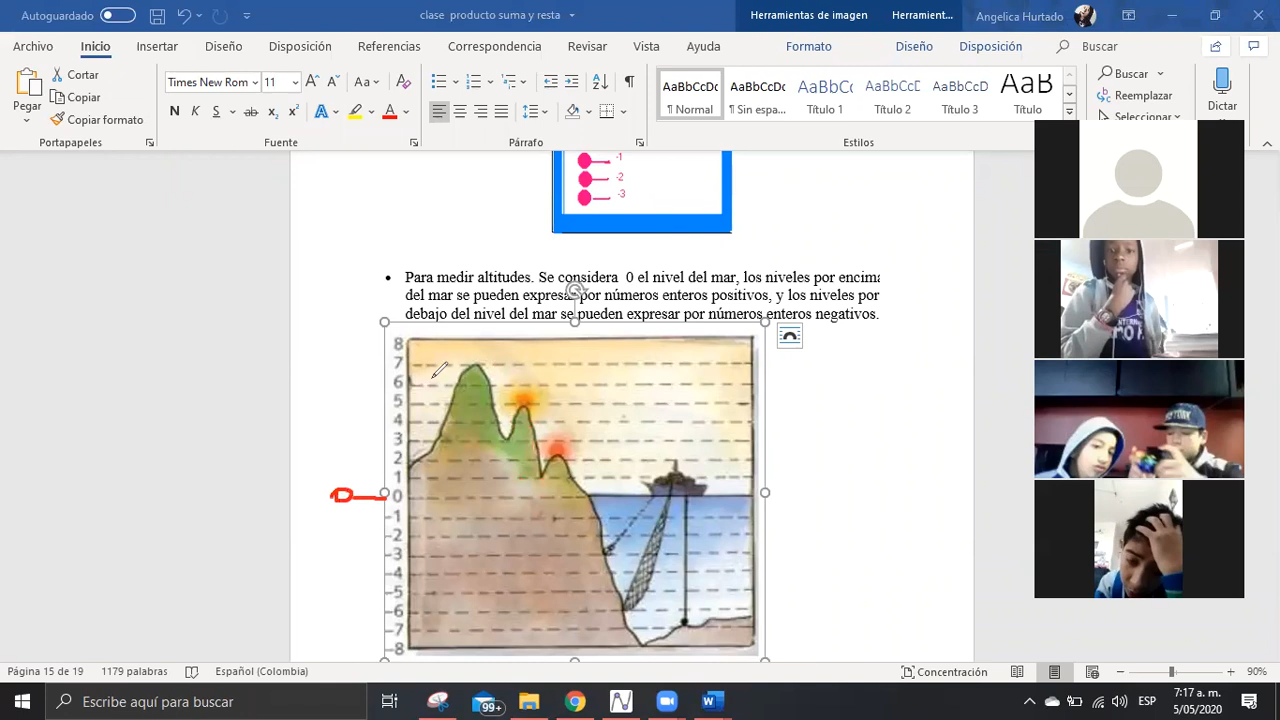 Autoguardado
clase producto suma y resta
Herramientas de imagen
Herramient...
Angelica Hurtado
Archivo
Inicio
Insertar
Diseño
Disposición
Referencias
Correspondencia
Revisar
Vista
Ayuda
Formato
Diseño
Disposición
Buscar
Pegar
Cortar
Copiar
Copiar formato
Portapapeles
Times New Rom
11
Aa
N K S ab x₂ x²
Fuente
Párrafo
AaBbCcDc
¶ Normal
AaBbCcDc
¶ Sin espa...
AaBbCc
Título 1
AaBbCcC
Título 2
AaBbCcD
Título 3
AaB
Título
Estilos
Buscar
Reemplazar
Seleccionar
Dictar
-1
-2
-3
• Para medir altitudes. Se considera 0 el nivel del mar, los niveles por encima
del mar se pueden expresar por números enteros positivos, y los niveles por
debajo del nivel del mar se pueden expresar por números enteros negativos.
8
7
6
5
4
3
2
1
0
-1
-2
-3
-4
-5
-6
-7
-8
YORK
Página 15 de 19
1179 palabras
Español (Colombia)
Concentración
90%
Escribe aquí para buscar
99+
ESP
7:17 a. m.
5/05/2020